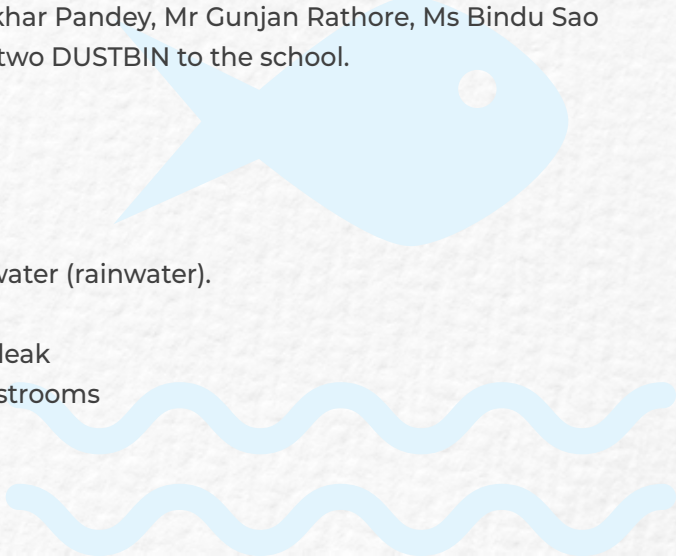 khar Pandey, Mr Gunjan Rathore, Ms Bindu Sao
two DUSTBIN to the school.
water (rainwater).
leak
strooms